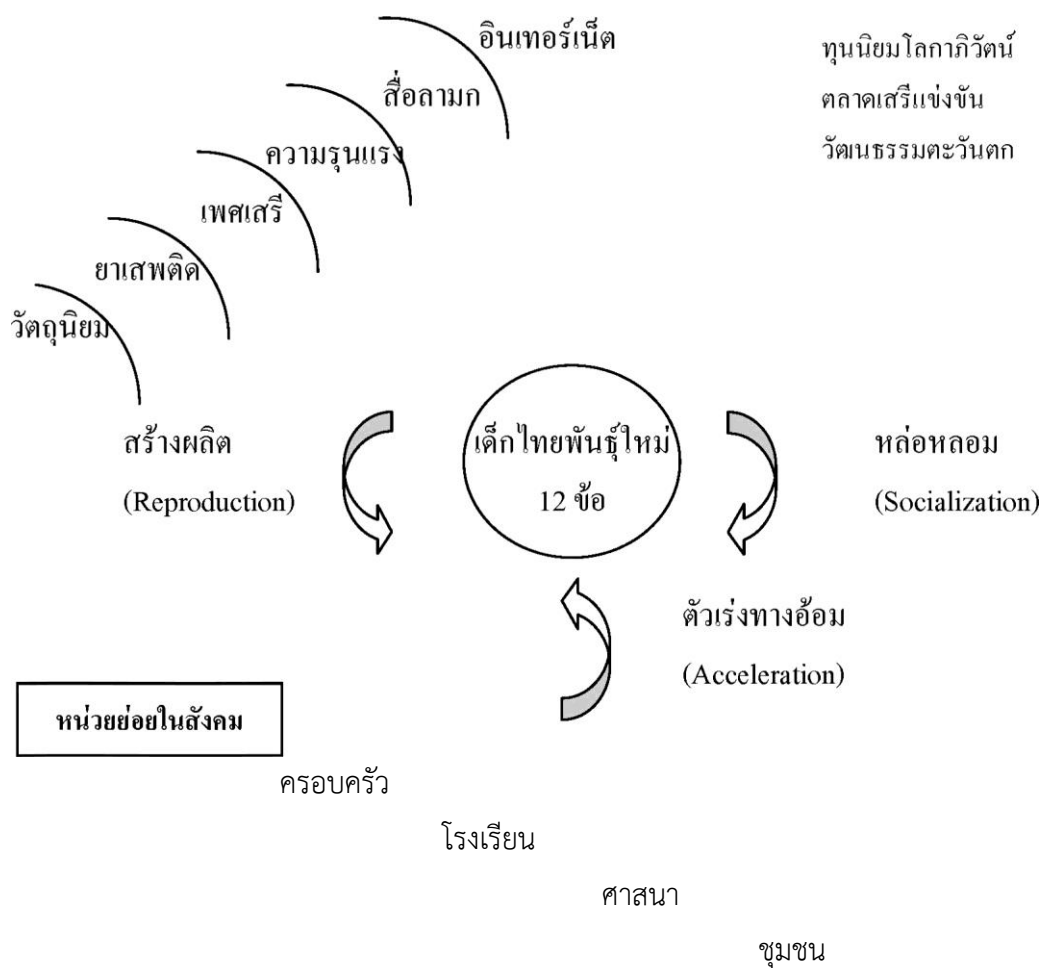 อินเทอร์เน็ต
สื่อลามก
ความรุนแรง
เพศเสรี
ยาเสพติด
วัตถุนิยม
ทุนนิยมโลกาภิวัตน์
ตลาดเสรีแข่งขัน
วัฒนธรรมตะวันตก
สร้างผลิต
(Reproduction)
เด็กไทยพันธุ์ใหม่
12 ข้อ
หล่อหลอม
(Socialization)
ตัวเร่งทางอ้อม
(Acceleration)
หน่วยย่อยในสังคม
ครอบครัว
โรงเรียน
ศาสนา
ชุมชน